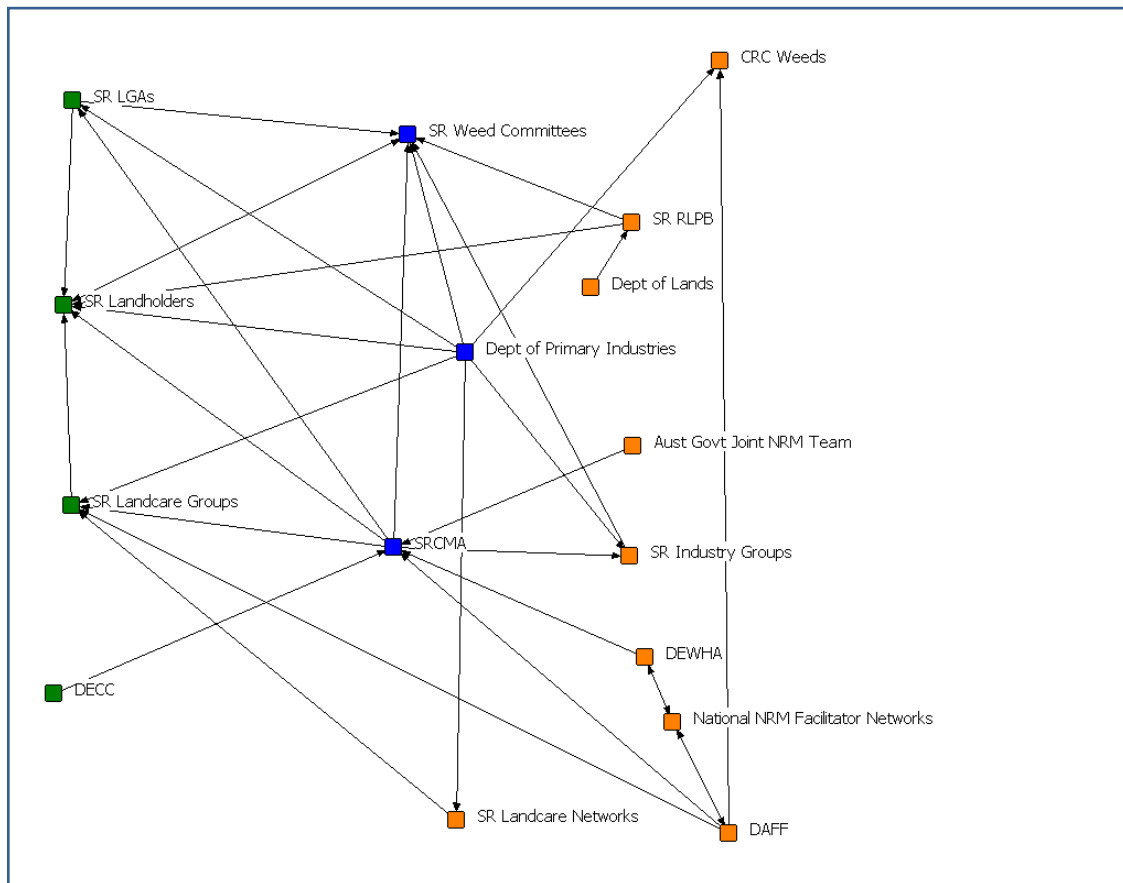 CRC Weeds
SR LGAs
SR Weed Committees
SR RLPB
Dept of Lands
SR Landholders
Dept of Primary Industries
Aust Govt Joint NRM Team
SR Landcare Groups
SRCMA
SR Industry Groups
DEWHA
DECC
National NRM Facilitator Networks
SR Landcare Networks
DAFF